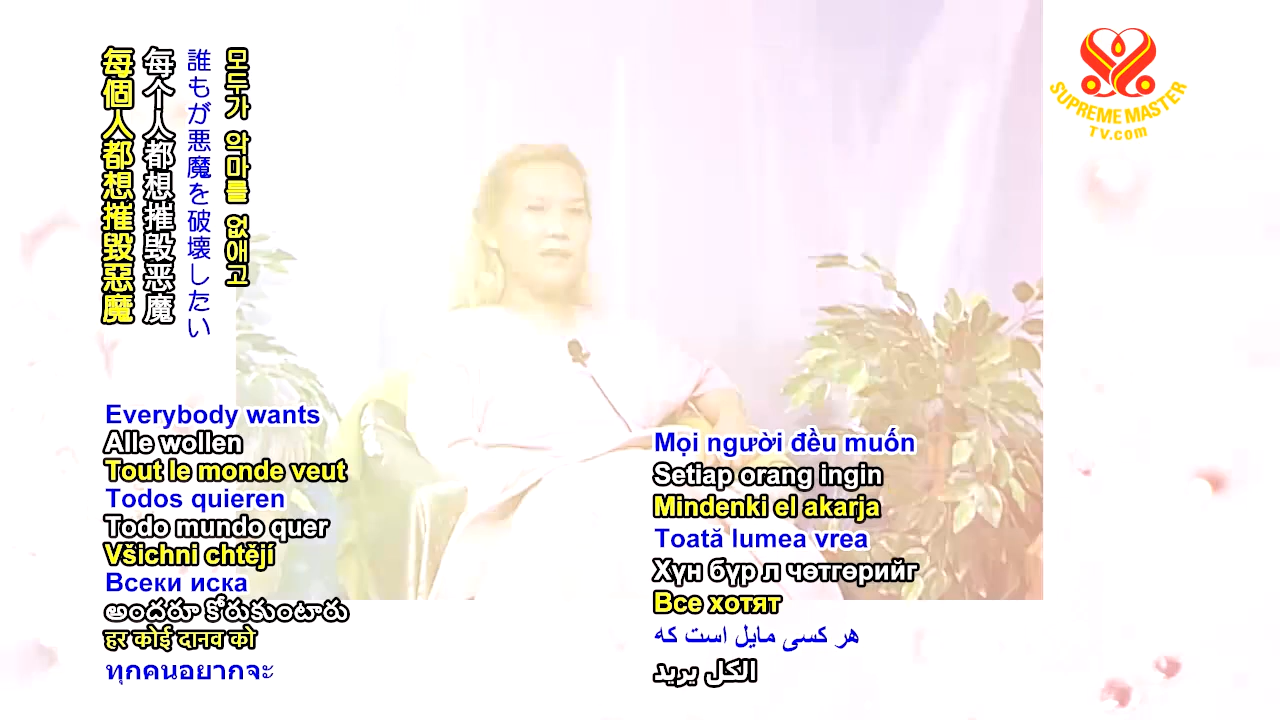 每個人都想摧毀惡魔
每个人都想摧毁恶魔
誰もが悪魔を破壊したい
모두가 악마를 없애고
SUPREME MASTER
TV.com
Everybody wants
Alle wollen
Tout le monde veut
Todos quieren
Todo mundo quer
Všichni chtějí
Всеки иска
అందరూ కోరుకుంటారు
हर कोई दानव को
ทุกคนอยากจะ
Mọi người đều muốn
Setiap orang ingin
Mindenki el akarja
Toată lumea vrea
Хүн бүр л чөтгөрийг
Все хотят
هر کسی مایل است که
الكل يريد